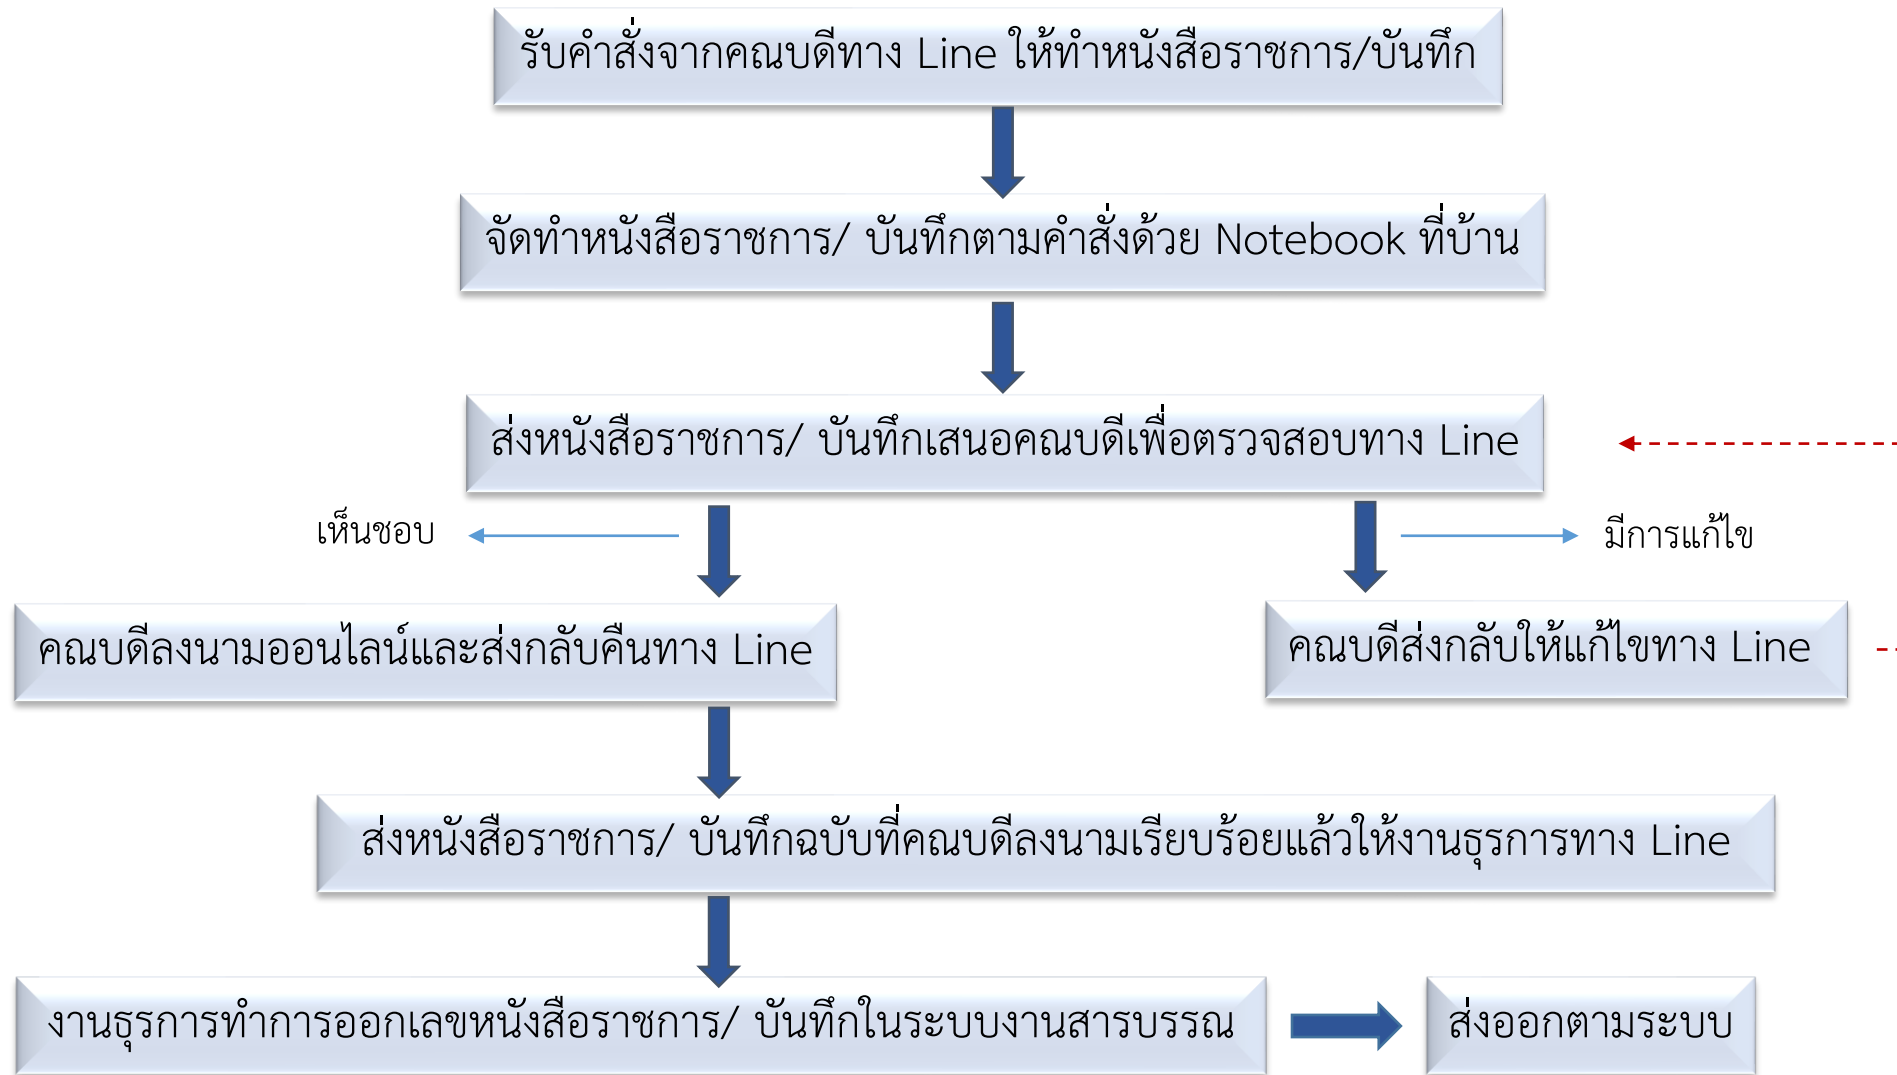 รับคำสั่งจากคณบดีทาง Line ให้ทำหนังสือราชการ/บันทึก
จัดทำหนังสือราชการ/ บันทึกตามคำสั่งด้วย Notebook ที่บ้าน
ส่งหนังสือราชการ/ บันทึกเสนอคณบดีเพื่อตรวจสอบทาง Line
เห็นชอบ
มีการแก้ไข
คณบดีลงนามออนไลน์และส่งกลับคืนทาง Line
คณบดีส่งกลับให้แก้ไขทาง Line
ส่งหนังสือราชการ/ บันทึกฉบับที่คณบดีลงนามเรียบร้อยแล้วให้งานธุรการทาง Line
งานธุรการทำการออกเลขหนังสือราชการ/ บันทึกในระบบงานสารบรรณ
ส่งออกตามระบบ